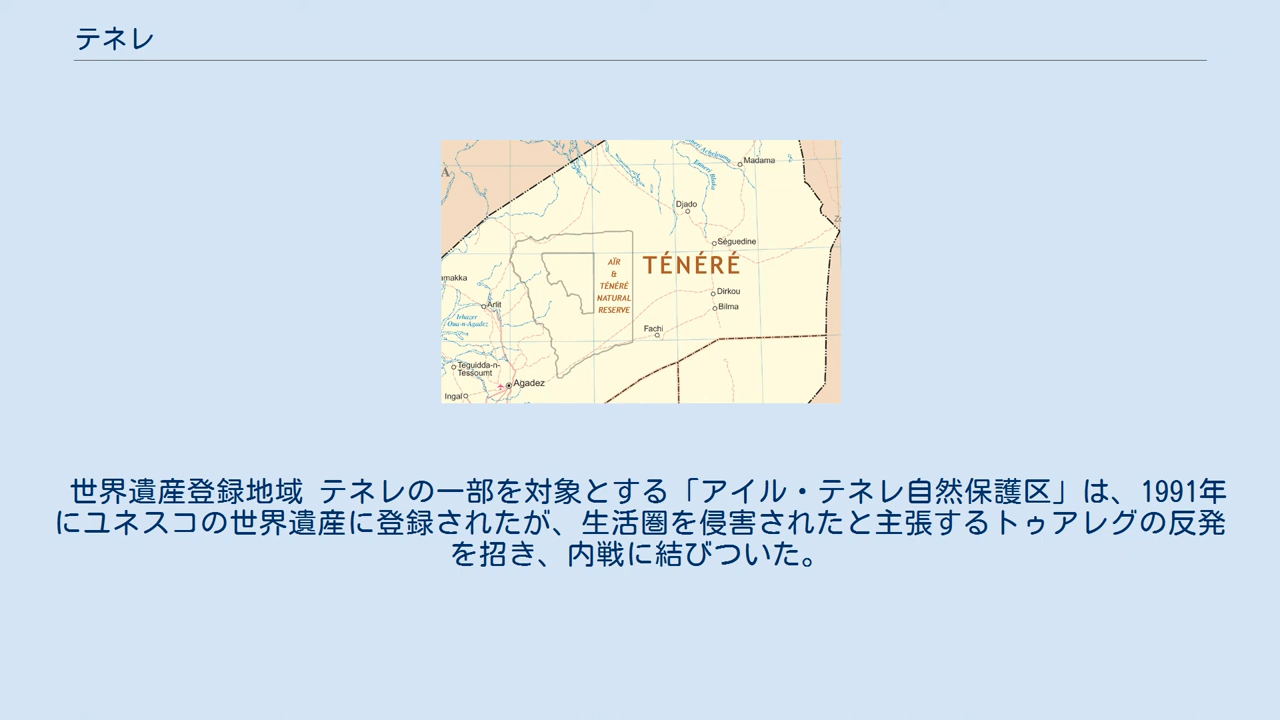 テネレ
Madama
Djado
Séguedine
TÉNÉRÉ
AÏR
&
TÉNÉRÉ
NATURAL
RESERVE
Dirkou
Bilma
Arlit
Irhazer
Oua-n-Agadez
Fachi
Teguidda-n-
Tessoumt
Agadez
Ingal
世界遺産登録地域 テネレの一部を対象とする「アイル・テネレ自然保護区」は、1991年
にユネスコの世界遺産に登録されたが、生活圏を侵害されたと主張するトゥアレグの反発
を招き、内戦に結びついた。